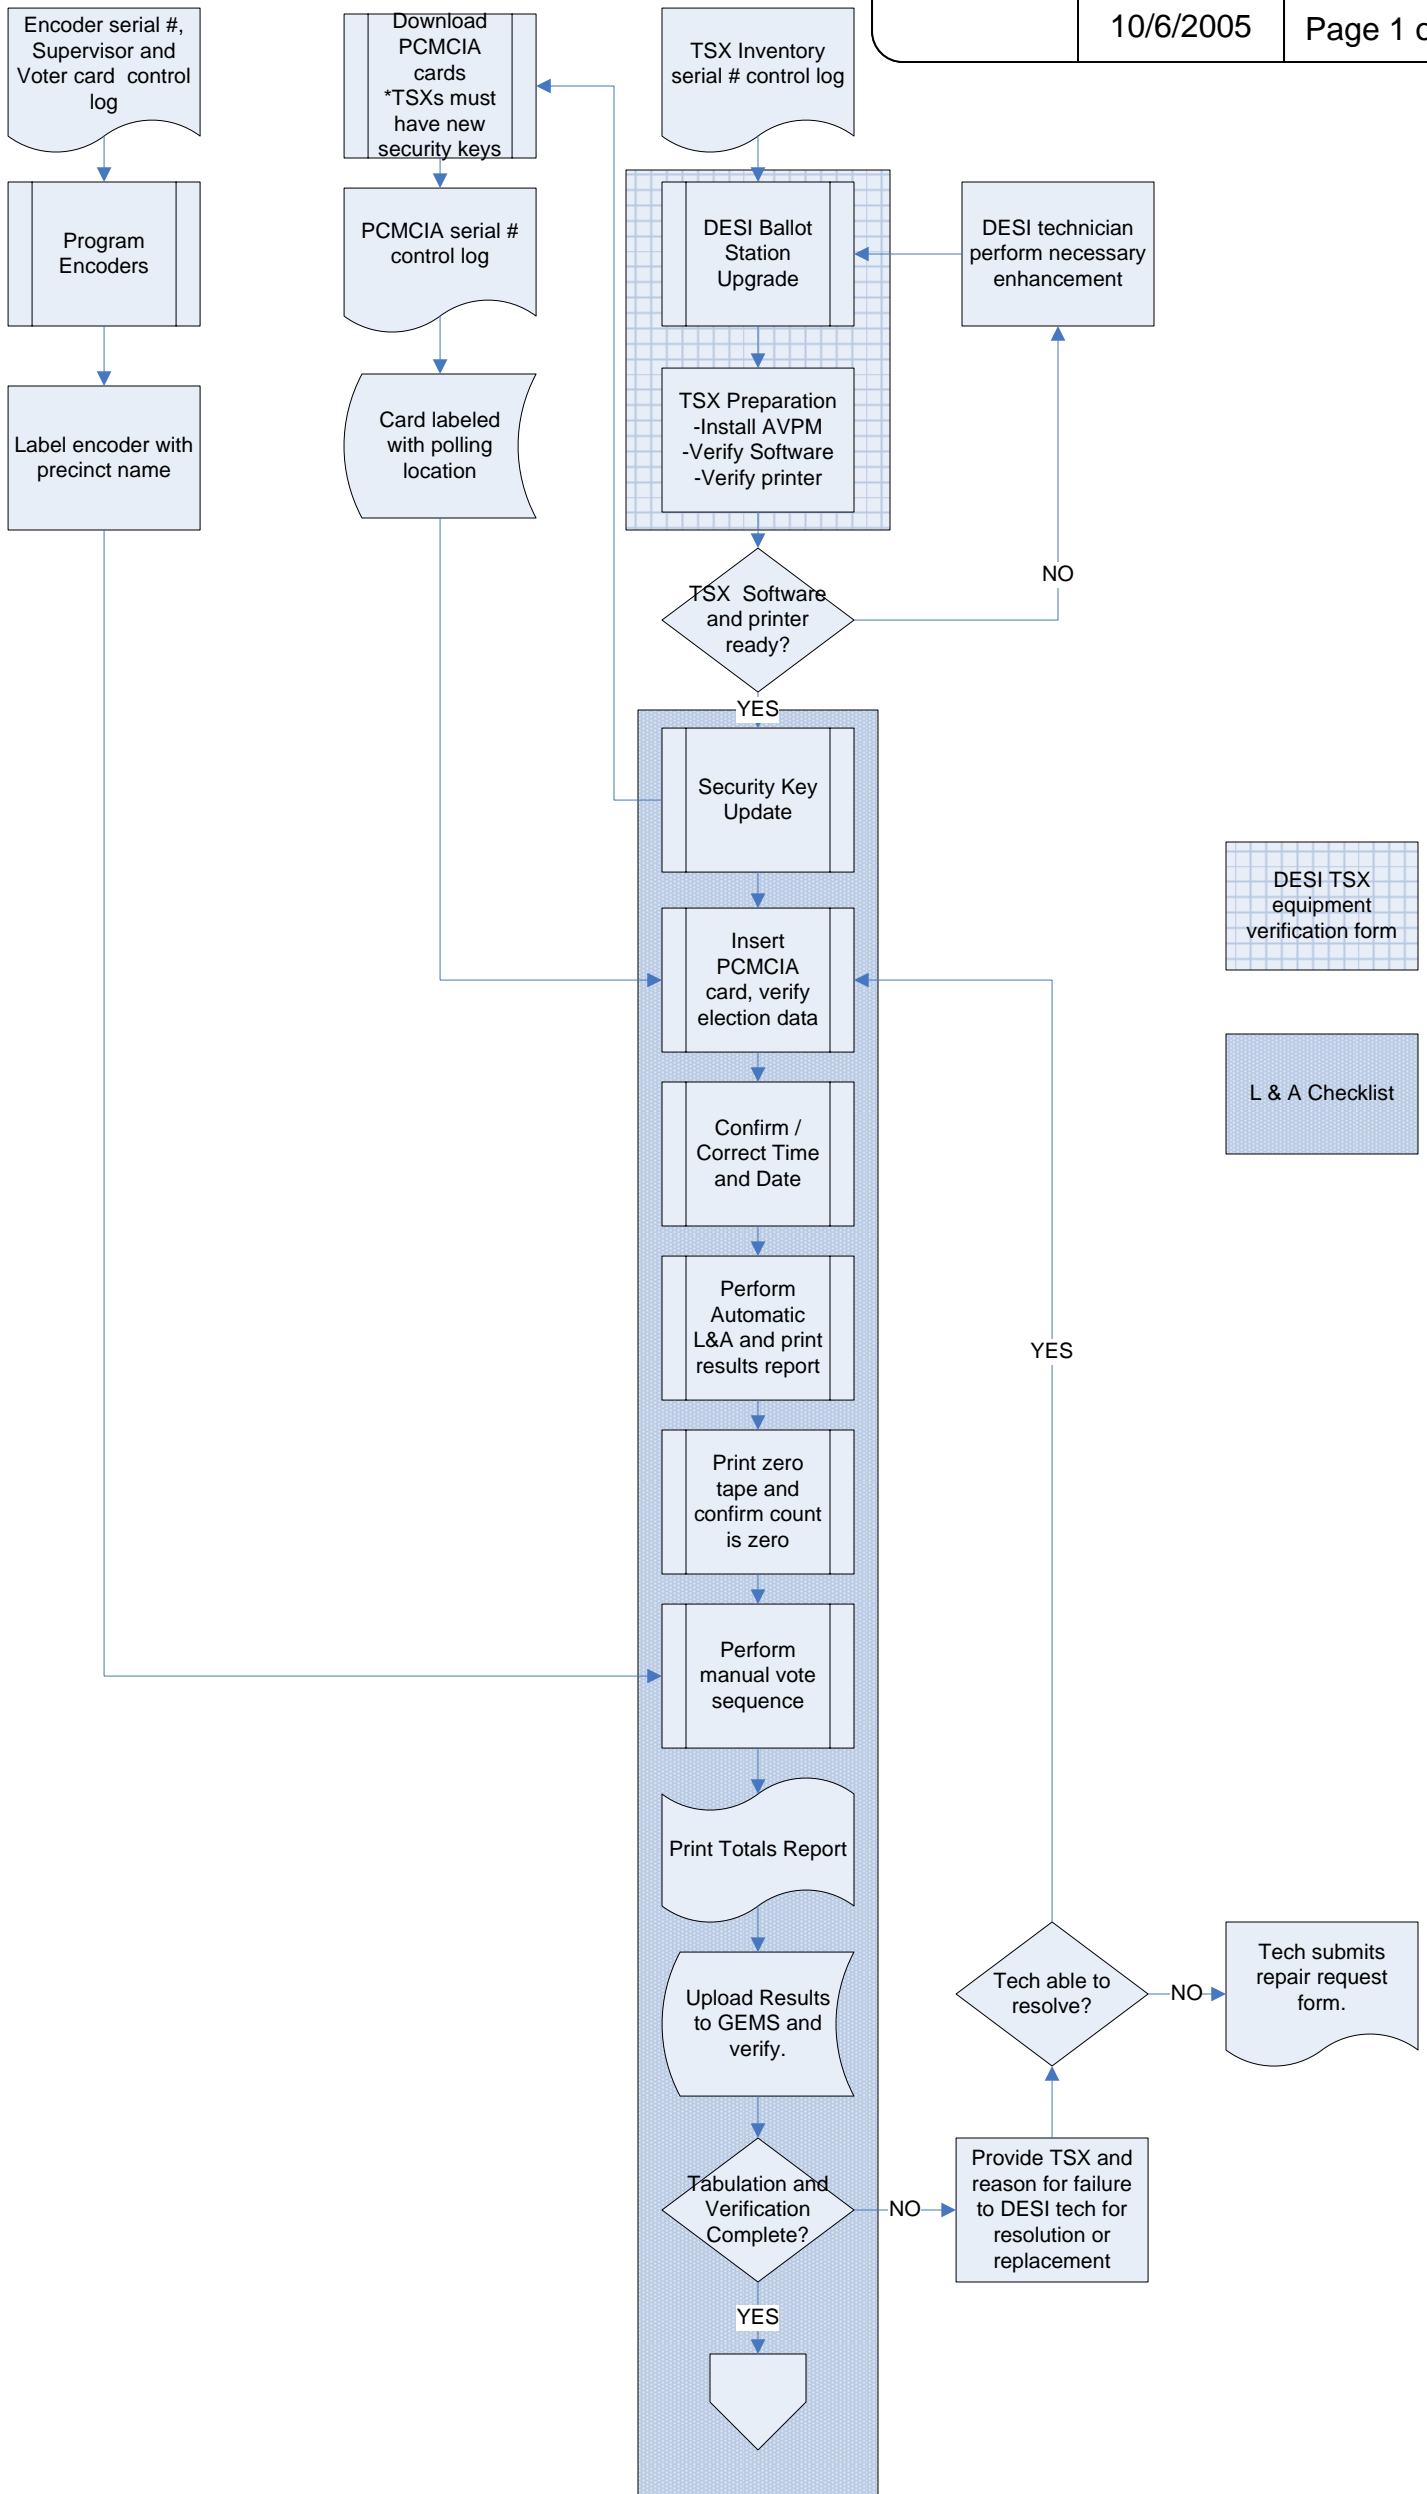 10/6/2005
Page 1 o
Encoder serial #,
Supervisor and
Voter card  control
log
Download
PCMCIA
cards
*TSXs must
have new
security keys
TSX Inventory
serial # control log
Program
Encoders
PCMCIA serial #
control log
DESI Ballot
Station
Upgrade
DESI technician
perform necessary
enhancement
Label encoder with
precinct name
Card labeled
with polling
location
TSX Preparation
-Install AVPM
-Verify Software
-Verify printer
TSX  Software
and printer
ready?
NO
YES
Security Key
Update
DESI TSX
equipment
verification form
Insert
PCMCIA
card, verify
election data
L & A Checklist
Confirm /
Correct Time
and Date
Perform
Automatic
L&A and print
results report
YES
Print zero
tape and
confirm count
is zero
Perform
manual vote
sequence
Print Totals Report
Upload Results
to GEMS and
verify.
Tech able to
resolve?
NO
Tech submits
repair request
form.
Tabulation and
Verification
Complete?
NO
Provide TSX and
reason for failure
to DESI tech for
resolution or
replacement
YES